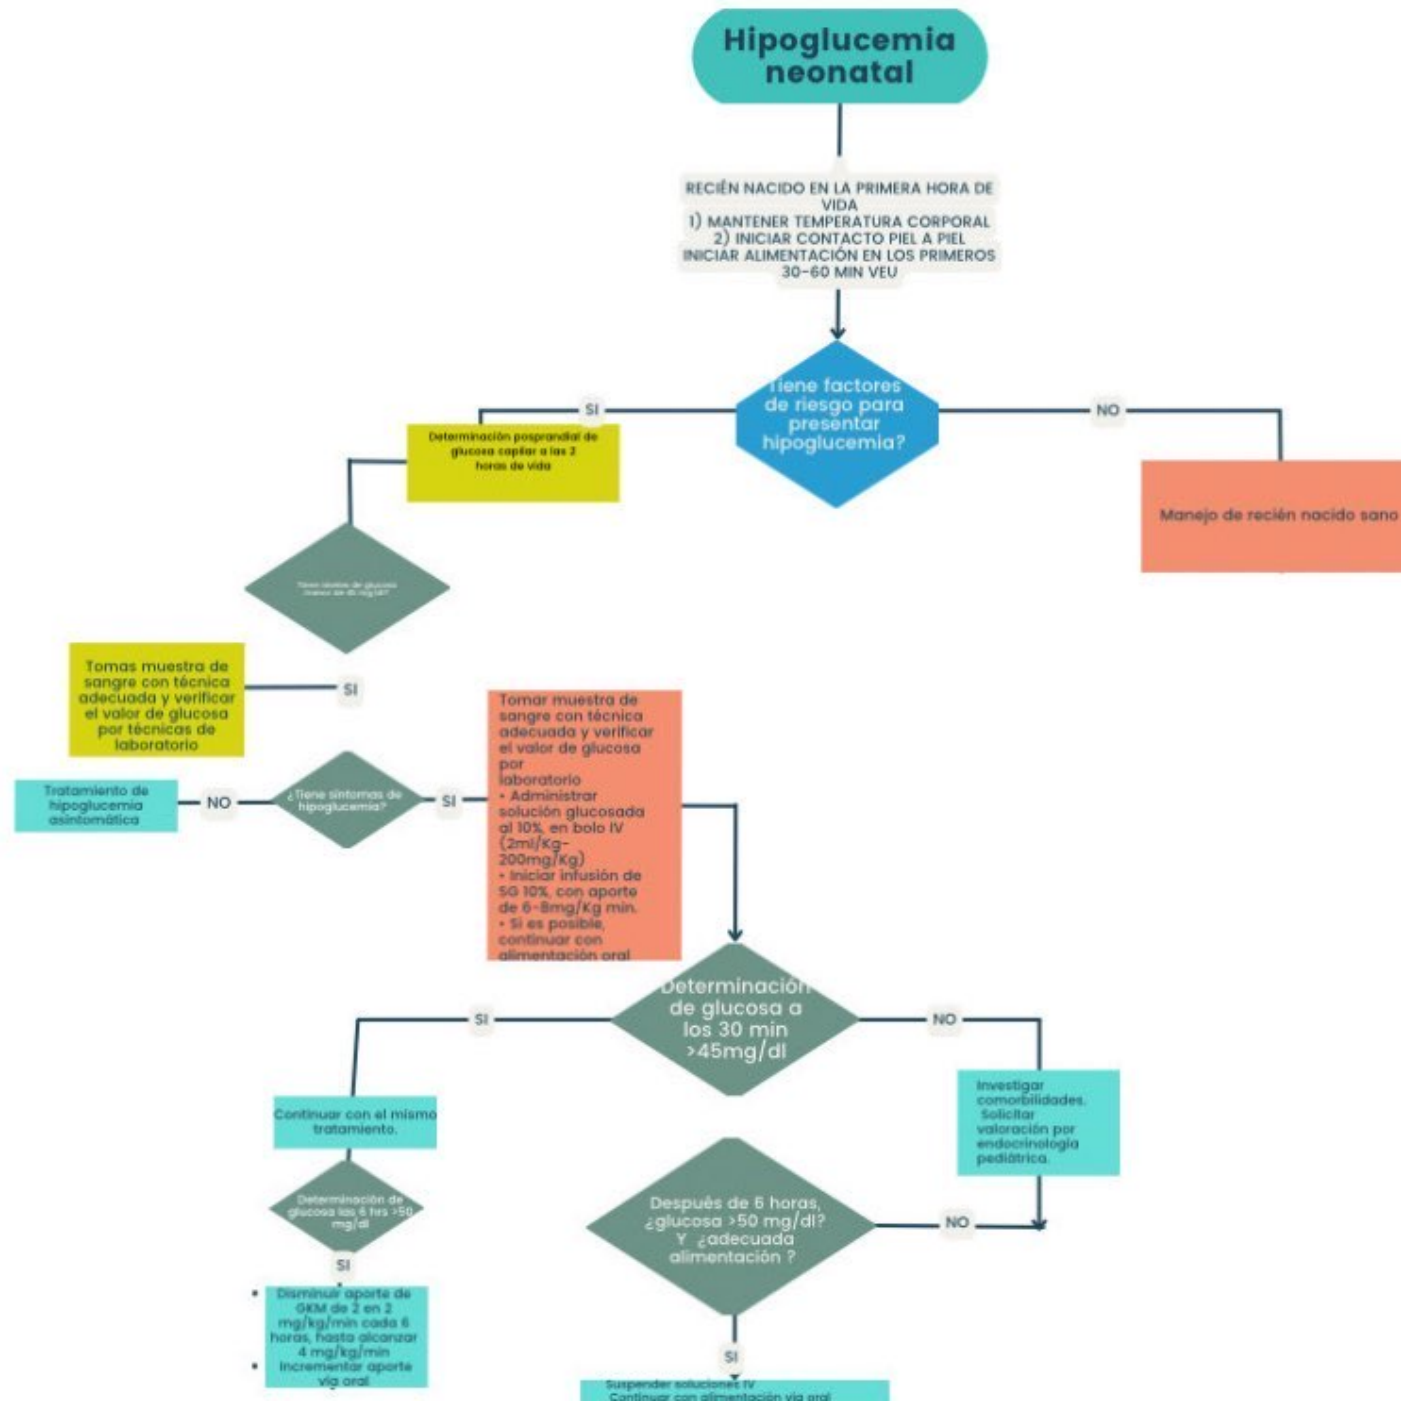 Hipoglucemia
neonatal
RECIÉN NACIDO EN LA PRIMERA HORA DE
VIDA
1) MANTENER TEMPERATURA CORPORAL
2) INICIAR CONTACTO PIEL A PIEL
INICIAR ALIMENTACIÓN EN LOS PRIMEROS
30-60 MIN VEU
Tiene factores
de riesgo para
presentar
hipoglucemia?
SI
NO
Determinación posprandial de
glucosa capilar a las 2
horas de vida
Manejo de recién nacido sano
Tiene niveles de glucosa
menos de 45 mg/dl?
SI
Tomas muestra de
sangre con técnica
adecuada y verificar
el valor de glucosa
por técnicas de
laboratorio
¿Tiene síntomas de
hipoglucemia?
NO
Tratamiento de
hipoglucemia
asintomática
SI
Tomar muestra de
sangre con técnica
adecuada y verificar
el valor de glucosa
por
laboratorio
• Administrar
solución glucosada
al 10%, en bolo IV
(2ml/Kg-
200mg/Kg)
• Iniciar infusión de
SG 10%, con aporte
de 6-8mg/Kg min.
• Si es posible,
continuar con
alimentación oral
Determinación
de glucosa a
los 30 min
>45mg/dl
SI
NO
Continuar con el mismo
tratamiento.
Investigar
comorbilidades.
Solicitar
valoración por
endocrinología
pediátrica.
Determinación de
glucosa las 6 hrs >50
mg/dl
SI
• Disminuir aporte de
GKM de 2 en 2
mg/kg/min cada 6
horas, hasta alcanzar
4 mg/kg/min
• Incrementar aporte
vía oral
Después de 6 horas,
¿glucosa >50 mg/dl?
Y ¿adecuada
alimentación ?
NO
SI
Suspender soluciones IV
Continuar con alimentación vía oral